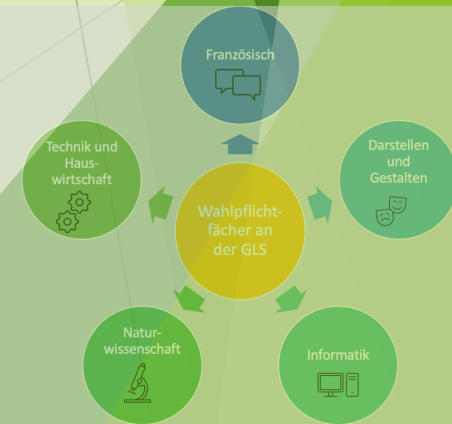 Französisch
Technik und
Haus-
wirtschaft
Darstellen
und
Gestalten
Wahlpflicht-
fächer an
der GLS
Natur-
wissenschaft
Informatik